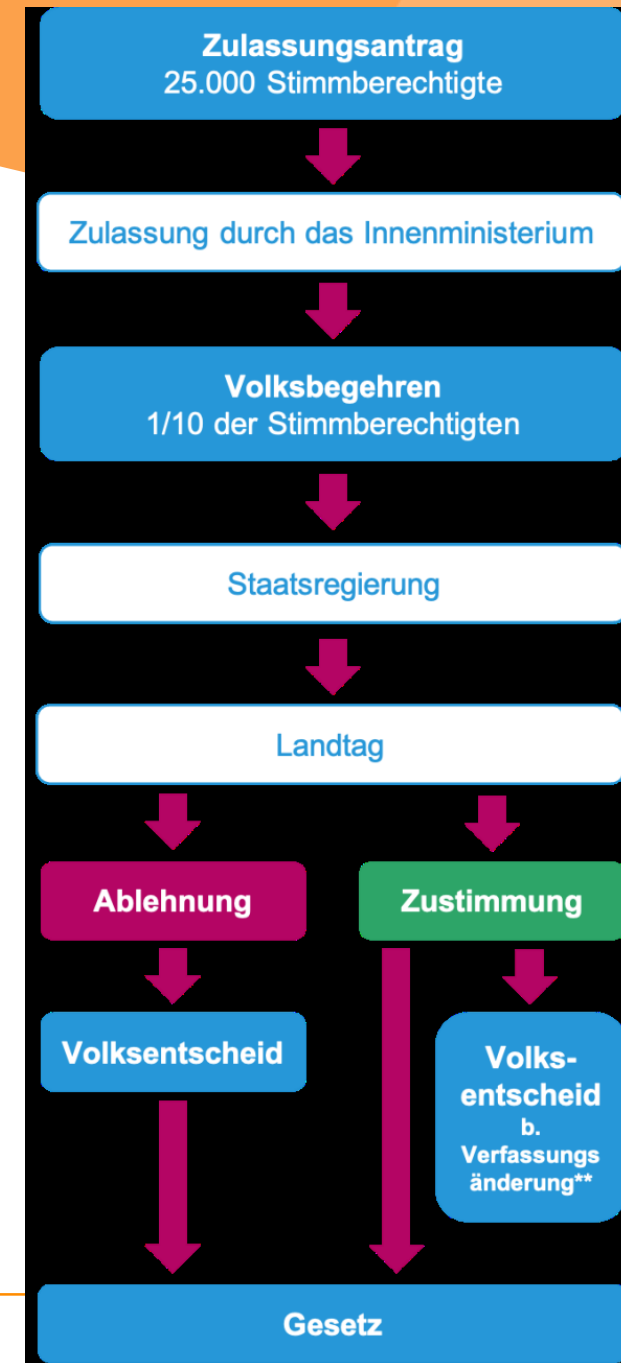 Zulassungsantrag
25.000 Stimmberechtigte
Zulassung durch das Innenministerium
Volksbegehren
1/10 der Stimmberechtigten
Staatsregierung
Landtag
Ablehnung
Zustimmung
Volksentscheid
Volks-
entscheid
b.
Verfassungs
änderung**
Gesetz